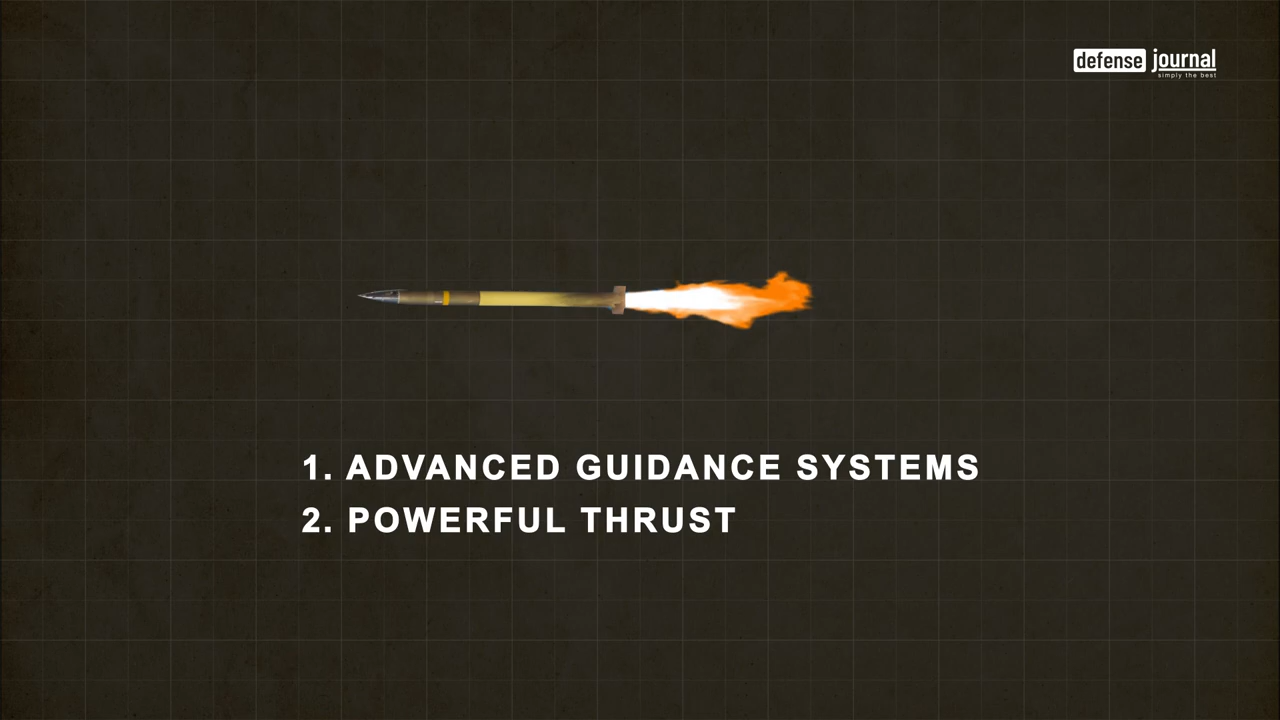 defense journal
simply the best
1. ADVANCED GUIDANCE SYSTEMS
2. POWERFUL THRUST